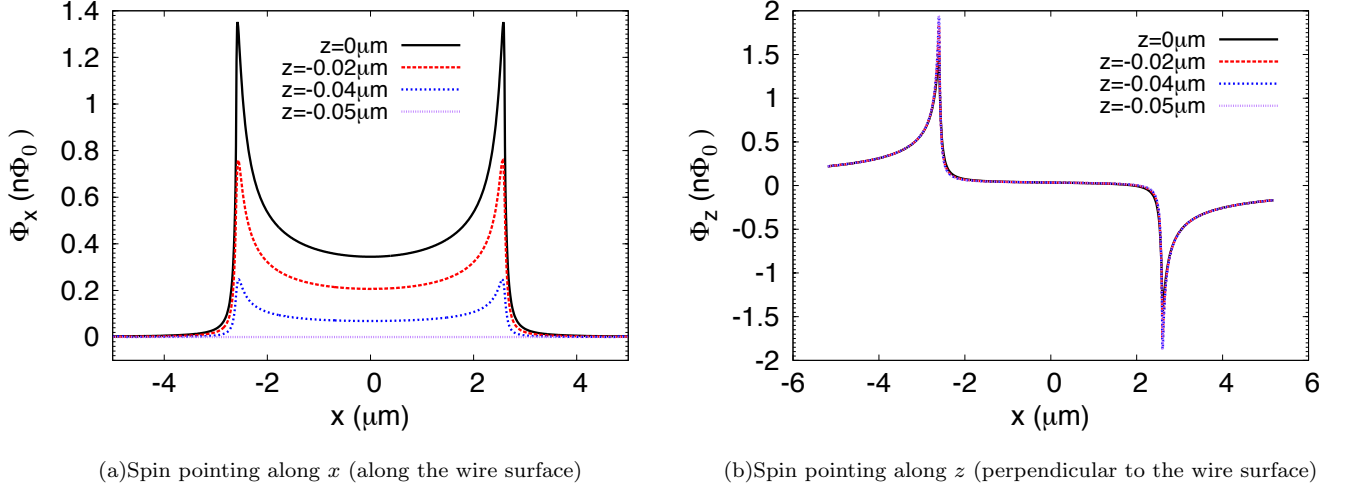 1.4
1.2
1
0.8
0.6
0.4
0.2
0
Φx (nΦ0)
z=0μm
z=-0.02μm
z=-0.04μm
z=-0.05μm
-4
-2
0
2
4
x (μm)
(a)Spin pointing along x (along the wire surface)
2
1.5
1
0.5
0
-0.5
-1
-1.5
-2
Φz (nΦ0)
z=0μm
z=-0.02μm
z=-0.04μm
z=-0.05μm
-6
-4
-2
0
2
4
6
x (μm)
(b)Spin pointing along z (perpendicular to the wire surface)